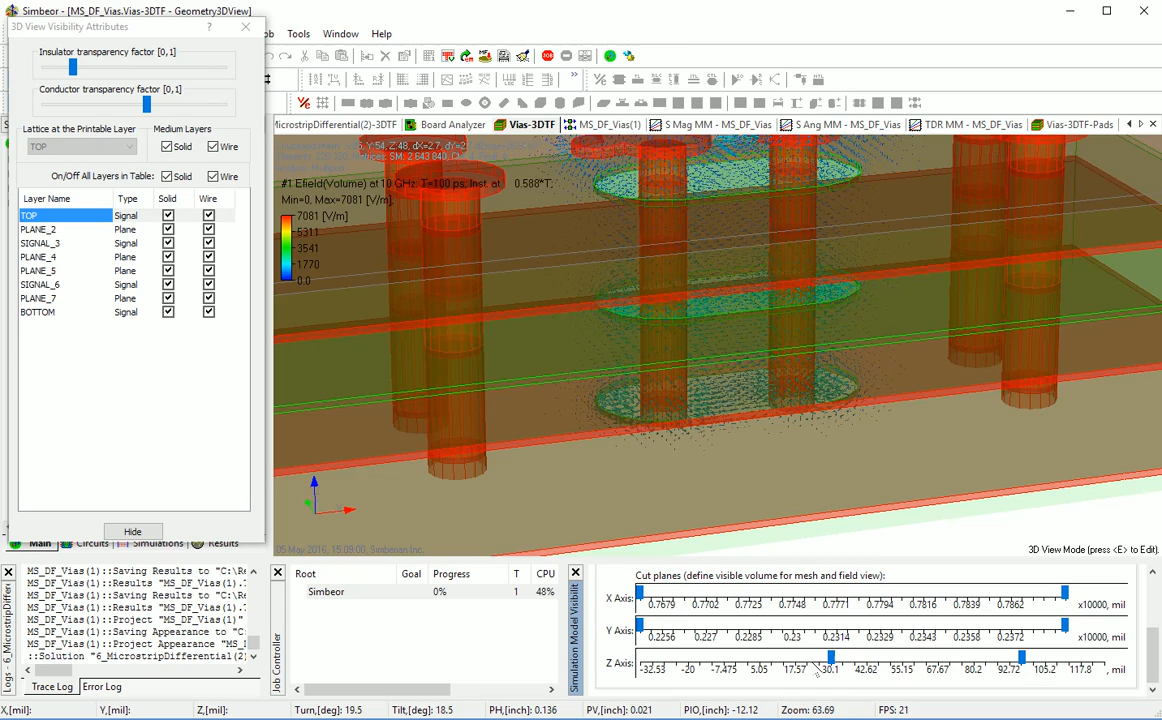 Simbeor - [MS_DF_Vias.Vias-3DTF - Geometry3DView]
3D View Visibility Attributes
Tools Window Help
Insulator transparency factor [0,1]
Conductor transparency factor [0,1]
Lattice at the Printable Layer Medium Layers
TOP Solid Wire
On/Off All Layers in Table: Solid Wire
Layer Name Type Solid Wire
TOP Signal
PLANE_2 Plane
SIGNAL_3 Signal
PLANE_4 Plane
PLANE_5 Plane
SIGNAL_6 Signal
PLANE_7 Plane
BOTTOM Signal
Hide
Main Circuits Simulations Results
MicrostripDifferential(2)-3DTF Board Analyzer Vias-3DTF MS_DF_Vias(1) S Mag MM - MS_DF_Vias S Ang MM - MS_DF_Vias TDR MM - MS_DF_Vias Vias-3DTF-Pads
#1 Efield(Volume) at 10 GHz, T=100 ps, Inst. at 0.588*T,
Min=0, Max=7081 [V/m].
7081 [V/m]
5311
3541
1770
0.0
05 May 2016, 15:09:00, Simberian Inc.
3D View Mode (press <E> to Edit).
Logs - 6_MicrostripDiffer
MS_DF_Vias(1)::Saving Results to "C:\Re
MS_DF_Vias(1)::Results "MS_DF_Vias(1).7
MS_DF_Vias(1)::Saving Results to "C:\Re
MS_DF_Vias(1)::Results "MS_DF_Vias(1).7
MS_DF_Vias(1)::Project "MS_DF_Vias(1)"
MS_DF_Vias(1)::Saving Appearance to "C:
MS_DF_Vias(1)::Project Appearance "MS_D
::Solution "6_MicrostripDifferential(2)
Trace Log Error Log
Job Controller
Root Goal Progress T CPU
Simbeor 0% 1 48%
Simulation Model Visibilit
Cut planes (define visible volume for mesh and field view):
X Axis: 0.7679 0.7702 0.7725 0.7748 0.7771 0.7794 0.7816 0.7839 0.7862 x10000, mil
Y Axis: 0.2256 0.227 0.2285 0.23 0.2314 0.2329 0.2343 0.2358 0.2372 x10000, mil
Z Axis: -32.53 -20 -7.475 5.05 17.57 30.1 42.62 55.15 67.67 80.2 92.72 105.2 117.8 , mil
X,[mil]: Y,[mil]: Z,[mil]: Turn,[deg]: 19.5 Tilt,[deg]: 18.5 PH,[inch]: 0.136 PV,[inch]: 0.021 PIO,[inch]: -12.12 Zoom: 63.69 FPS: 21